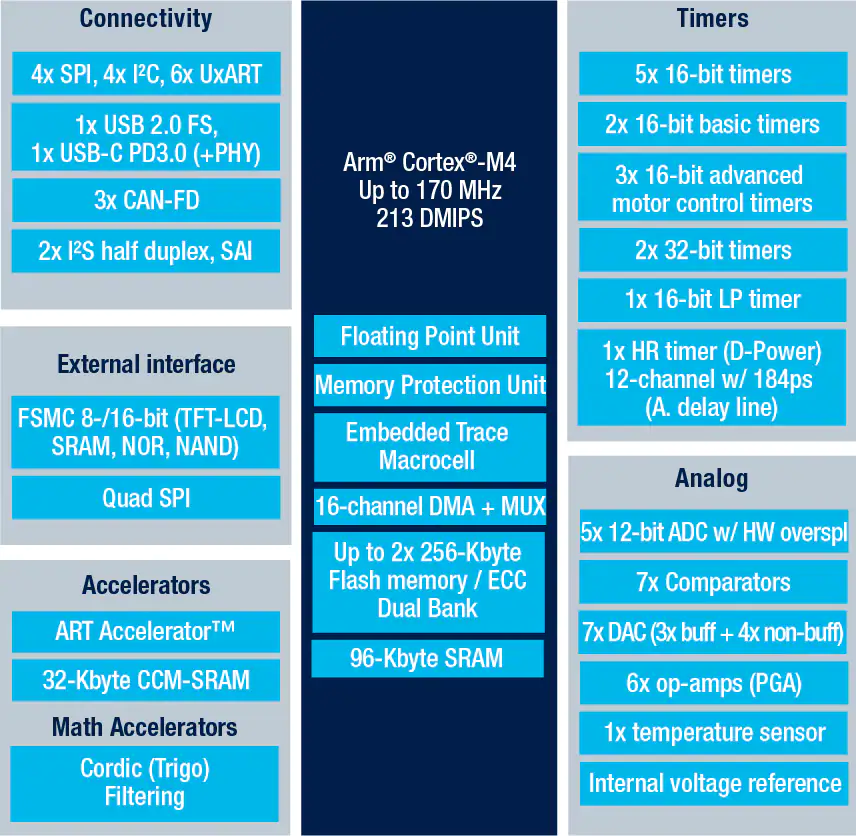 Connectivity
4x SPI, 4x I²C, 6x UxART
1x USB 2.0 FS,
1x USB-C PD3.0 (+PHY)
3x CAN-FD
2x I²S half duplex, SAI
External interface
FSMC 8-/16-bit (TFT-LCD,
SRAM, NOR, NAND)
Quad SPI
Accelerators
ART Accelerator™
32-Kbyte CCM-SRAM
Math Accelerators
Cordic (Trigo)
Filtering
Arm® Cortex®-M4
Up to 170 MHz
213 DMIPS
Floating Point Unit
Memory Protection Unit
Embedded Trace
Macrocell
16-channel DMA + MUX
Up to 2x 256-Kbyte
Flash memory / ECC
Dual Bank
96-Kbyte SRAM
Timers
5x 16-bit timers
2x 16-bit basic timers
3x 16-bit advanced
motor control timers
2x 32-bit timers
1x 16-bit LP timer
1x HR timer (D-Power)
12-channel w/ 184ps
(A. delay line)
Analog
5x 12-bit ADC w/ HW overspl
7x Comparators
7x DAC (3x buff + 4x non-buff)
6x op-amps (PGA)
1x temperature sensor
Internal voltage reference